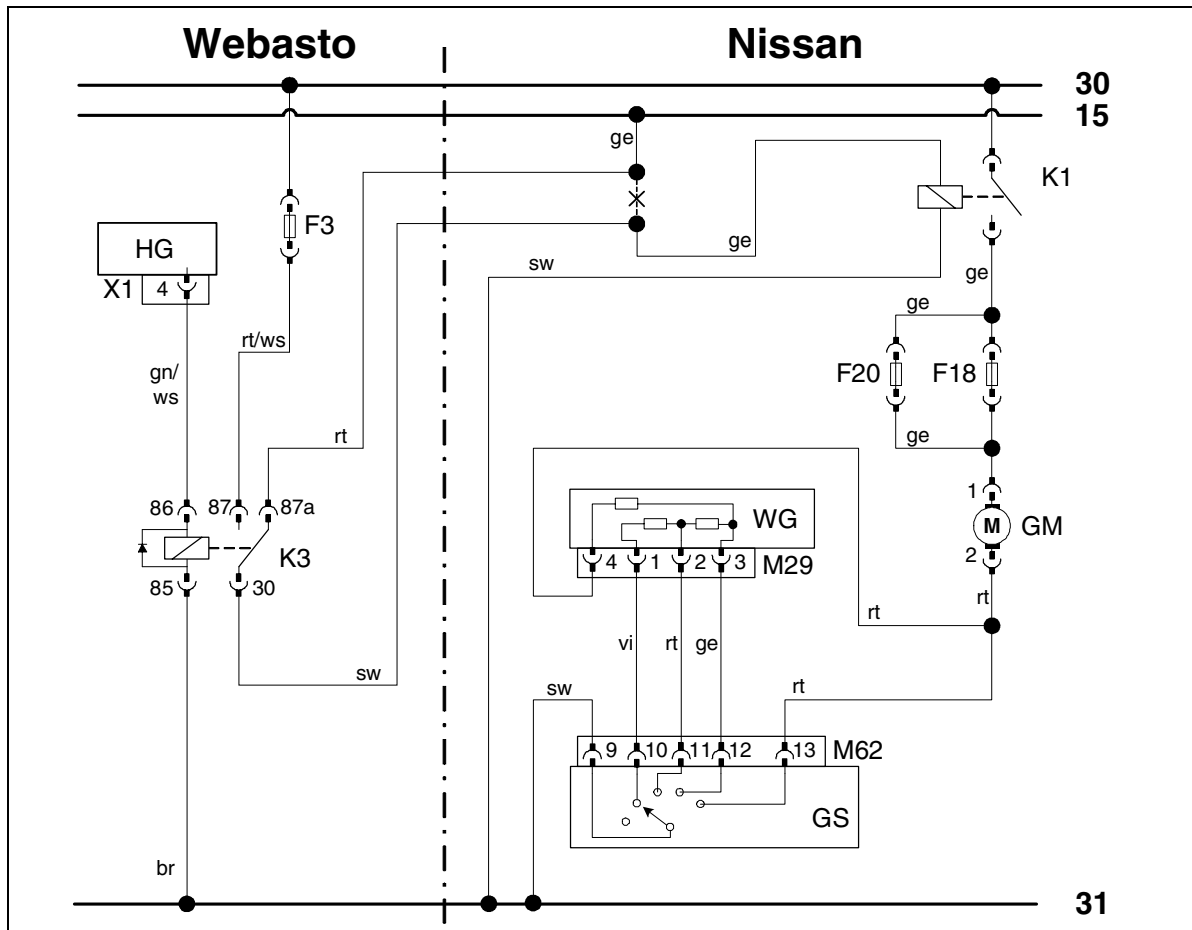 Webasto
Nissan
30
15
ge
K1
F3
HG
X1
4
ge
sw
ge
rt/ws
ge
F20
F18
gn/
ws
rt
ge
86
87
87a
WG
1
M
GM
2
K3
4
1
2
3
M29
85
30
rt
rt
vi
rt
ge
sw
sw
rt
9
10
11
12
13
M62
GS
br
31